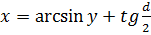 x = arcsin y + tg d/2